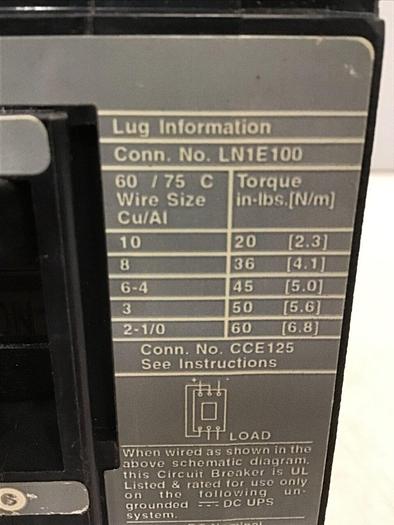 Lug Information
Conn. No. LN1E100
60 / 75 C Torque
Wire Size in-lbs.[N/m]
Cu/Al
10 20 [2.3]
8 36 [4.1]
6-4 45 [5.0]
3 50 [5.6]
2-1/0 60 [6.8]
Conn. No. CCE125
See Instructions
+ -
LOAD
When wired as shown in the
above schematic diagram,
this Circuit Breaker is UL
Listed & rated for use only
on the following un-
grounded ⎓ DC UPS
system.